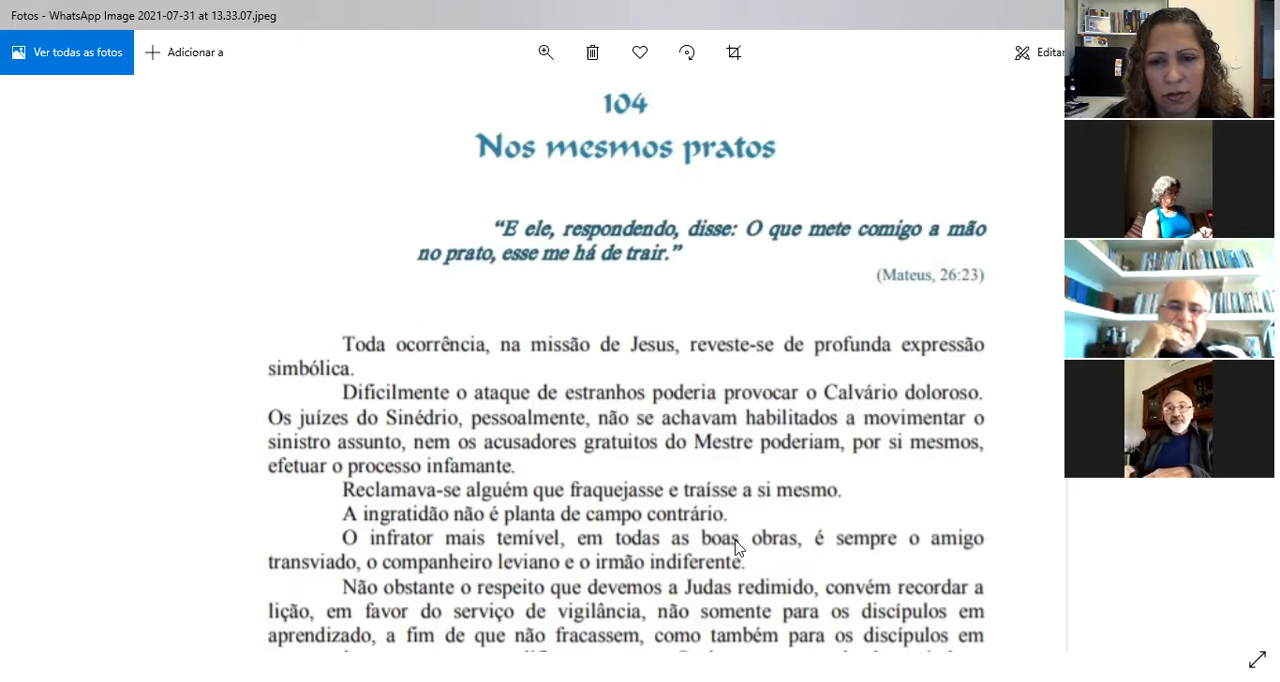 Fotos - WhatsApp Image 2021-07-31 at 13.33.07.jpeg
Ver todas as fotos
Adicionar a
Editar
104
Nos mesmos pratos
“E ele, respondendo, disse: O que mete comigo a mão
no prato, esse me há de trair.”
(Mateus, 26:23)
Toda ocorrência, na missão de Jesus, reveste-se de profunda expressão
simbólica.
Dificilmente o ataque de estranhos poderia provocar o Calvário doloroso.
Os juízes do Sinédrio, pessoalmente, não se achavam habilitados a movimentar o
sinistro assunto, nem os acusadores gratuitos do Mestre poderiam, por si mesmos,
efetuar o processo infamante.
Reclamava-se alguém que fraquejasse e traísse a si mesmo.
A ingratidão não é planta de campo contrário.
O infrator mais temível, em todas as boas obras, é sempre o amigo
transviado, o companheiro leviano e o irmão indiferente.
Não obstante o respeito que devemos a Judas redimido, convém recordar a
lição, em favor do serviço de vigilância, não somente para os discípulos em
aprendizado, a fim de que não fracassem, como também para os discípulos em